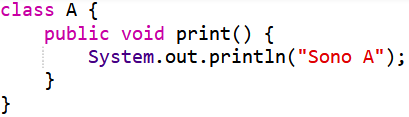 class A {
    public void print() {
        System.out.println("Sono A");
    }
}